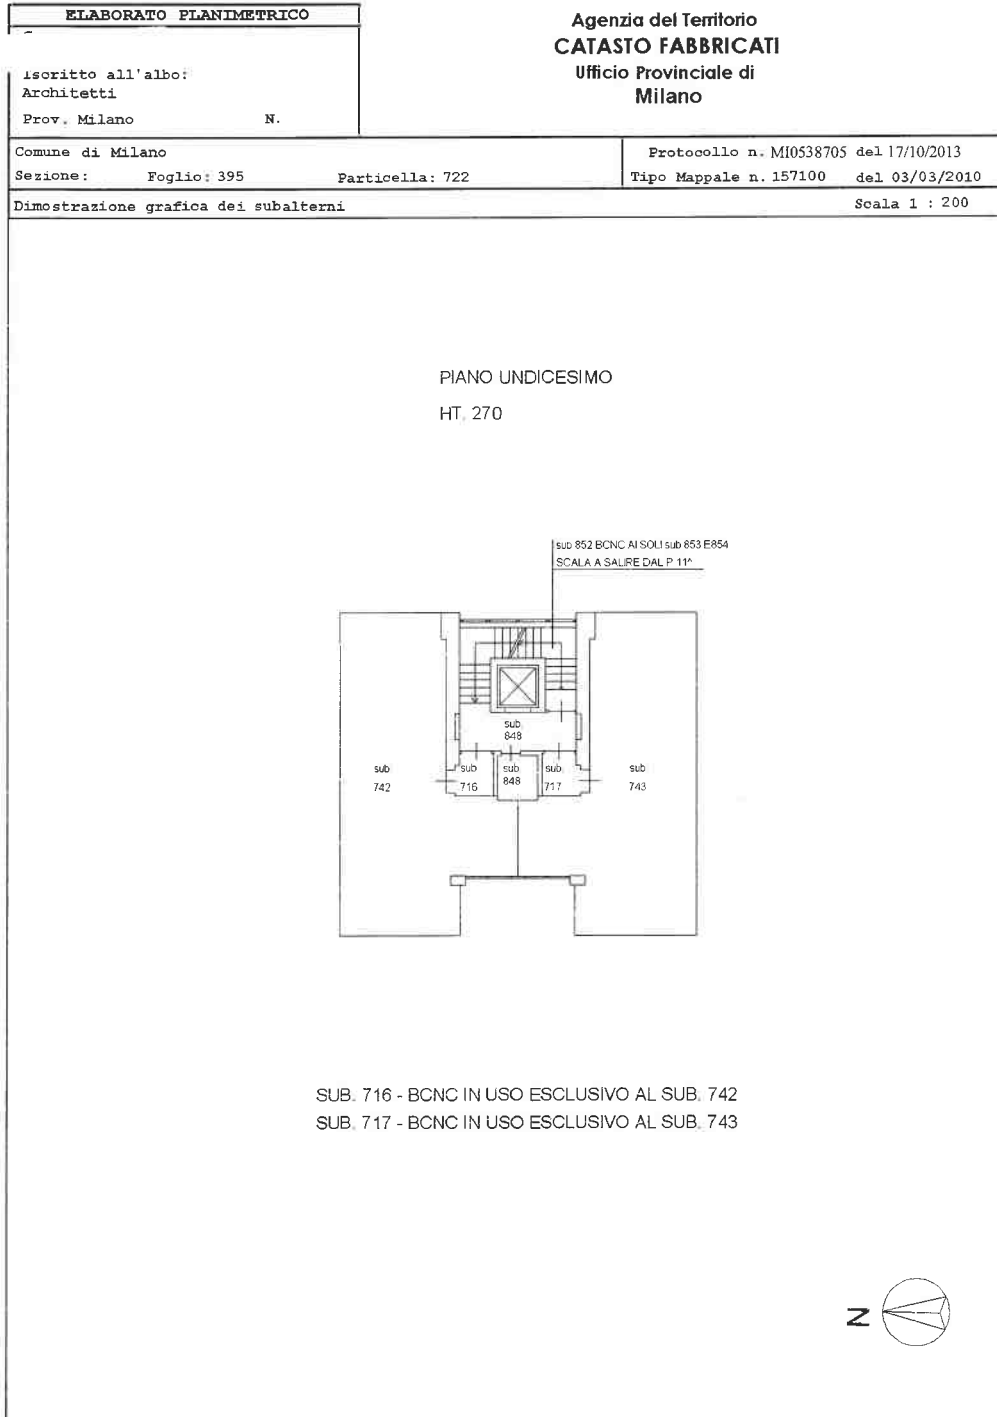 ELABORATO PLANIMETRICO
Iscritto all'albo:
Architetti
Prov. Milano N.
Agenzia del Territorio
CATASTO FABBRICATI
Ufficio Provinciale di
Milano
Comune di Milano
Sezione: Foglio: 395 Particella: 722
Protocollo n. MI0538705 del 17/10/2013
Tipo Mappale n. 157100 del 03/03/2010
Dimostrazione grafica dei subalterni
Scala 1 : 200
PIANO UNDICESIMO
HT. 270
sub 852 BCNC AI SOLI sub 853 E854
SCALA A SALIRE DAL P 11^
sub.
848
sub
742
sub
716
sub.
848
sub.
717
sub
743
SUB. 716 - BCNC IN USO ESCLUSIVO AL SUB. 742
SUB. 717 - BCNC IN USO ESCLUSIVO AL SUB. 743
N